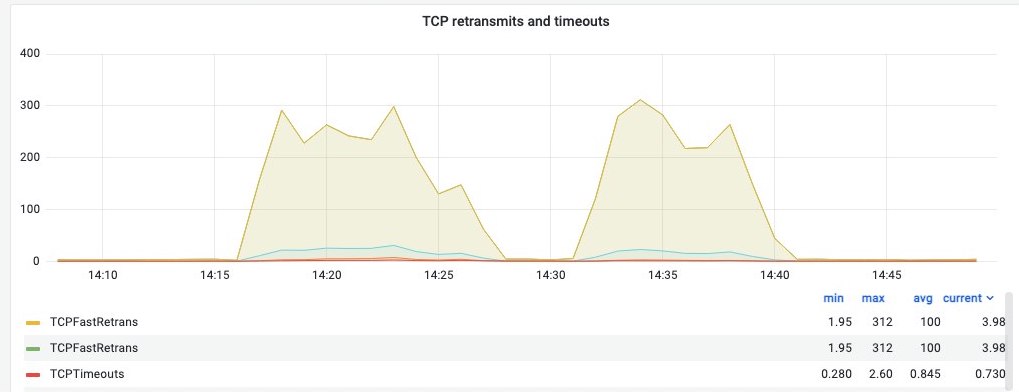 TCP retransmits and timeouts
400
300
200
100
0
14:10 14:15 14:20 14:25 14:30 14:35 14:40 14:45
min max avg current
TCPFastRetrans 1.95 312 100 3.98
TCPFastRetrans 1.95 312 100 3.98
TCPTimeouts 0.280 2.60 0.845 0.730